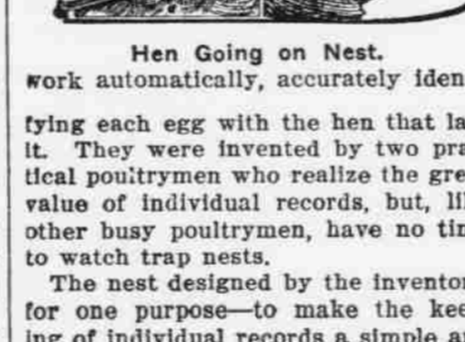 Hen Going on Nest.
work automatically, accurately iden
fying each egg with the hen that la
it. They were invented by two pra
tical poultrymen who realize the gre
value of individual records, but, li
other busy poultrymen, have no ti
to watch trap nests.
The nest designed by the inventor
for one purpose—to make the kee
ing of individual records a simple a